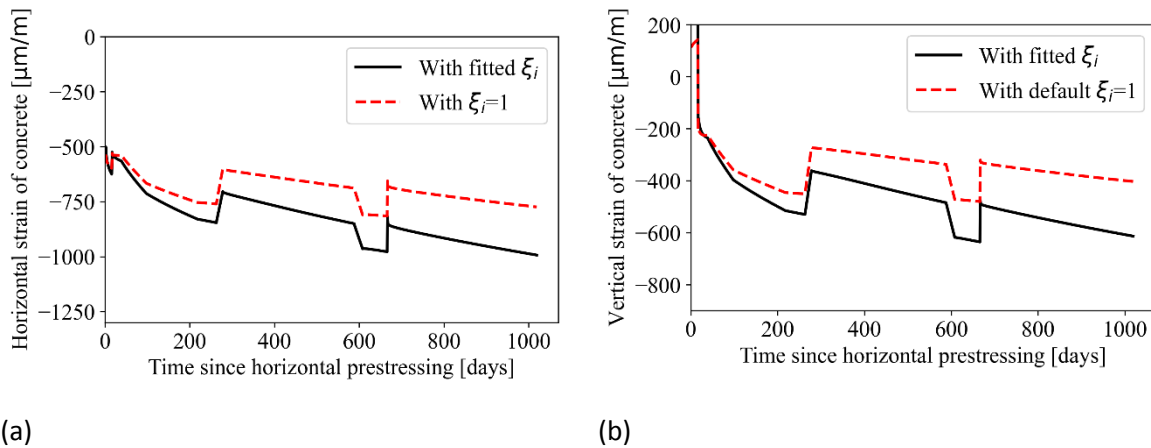 0
−250
−500
−750
−1000
−1250
Horizontal strain of concrete [μm/m]
With fitted ξi
With ξi=1
0 200 400 600 800 1000
Time since horizontal prestressing [days]
(a)
200
0
−200
−400
−600
−800
Vertical strain of concrete [μm/m]
With fitted ξi
With default ξi=1
0 200 400 600 800 1000
Time since horizontal prestressing [days]
(b)